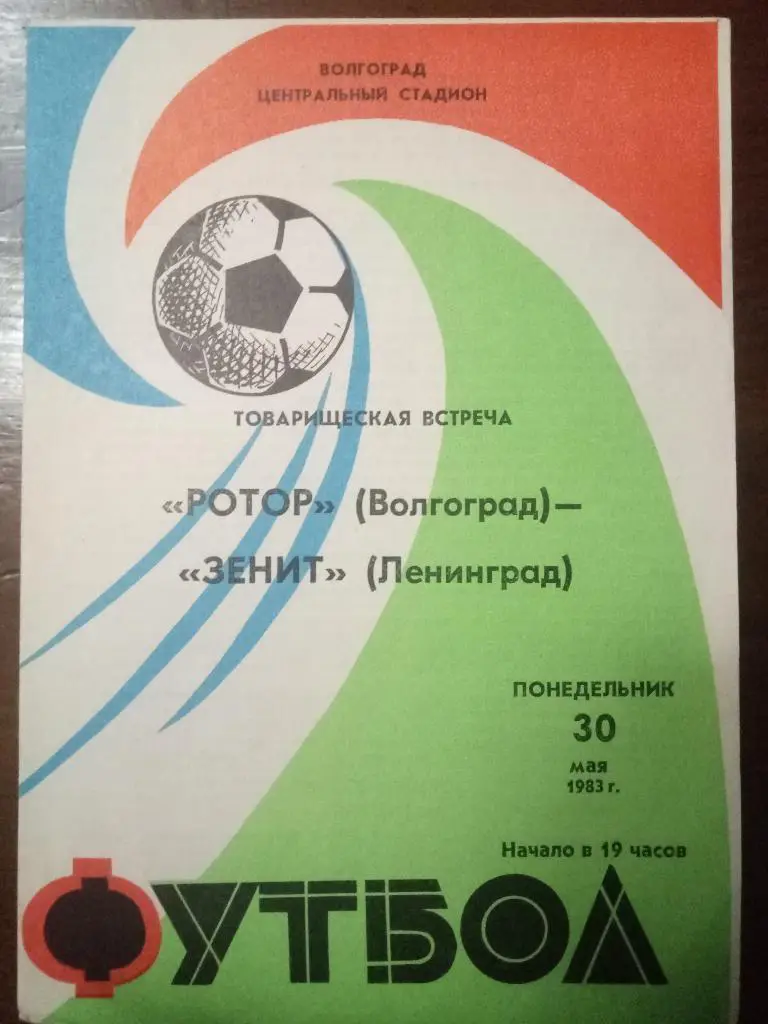 ВОЛГОГРАД
ЦЕНТРАЛЬНЫЙ СТАДИОН
ТОВАРИЩЕСКАЯ ВСТРЕЧА
«РОТОР» (Волгоград)—
«ЗЕНИТ» (Ленинград)
ПОНЕДЕЛЬНИК
30
мая
1983 г.
Начало в 19 часов
ФУТБОЛ